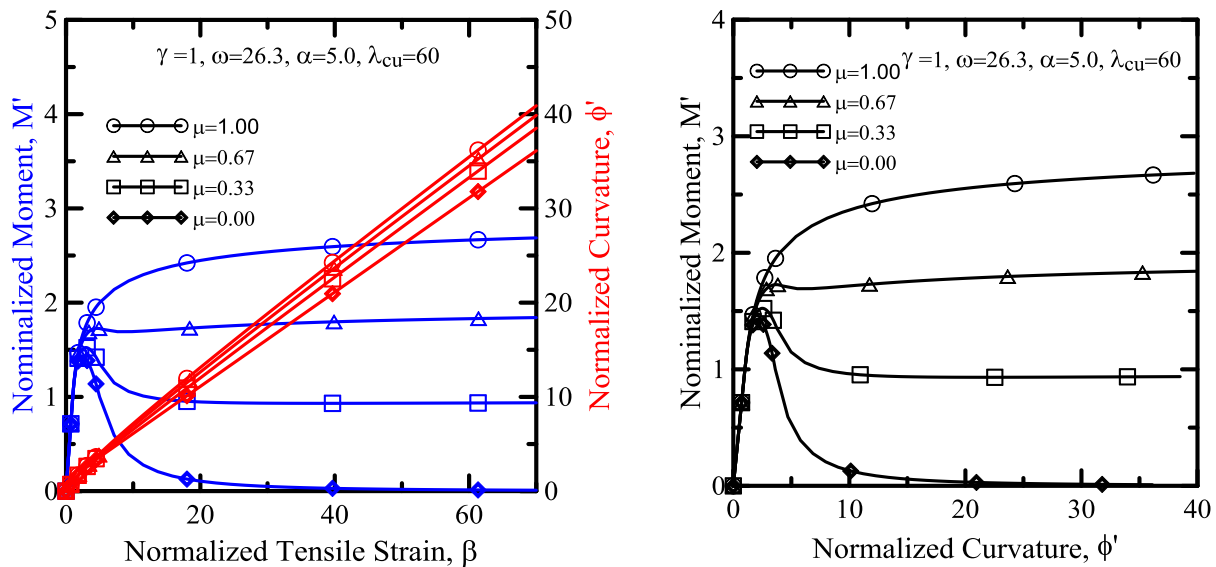 5
50
4
γ =1, ω=26.3, α=5.0, λcu=60
μ=1.00
μ=0.67
μ=0.33
μ=0.00
5
4
3
2
1
0
50
40
30
20
10
0
0
20
40
60
Nominalized Moment, M'
Normalized Curvature, ϕ'
Normalized Tensile Strain, β
γ =1, ω=26.3, α=5.0, λcu=60
μ=1.00
μ=0.67
μ=0.33
μ=0.00
4
3
2
1
0
0
10
20
30
40
Nominalized Moment, M'
Normalized Curvature, ϕ'